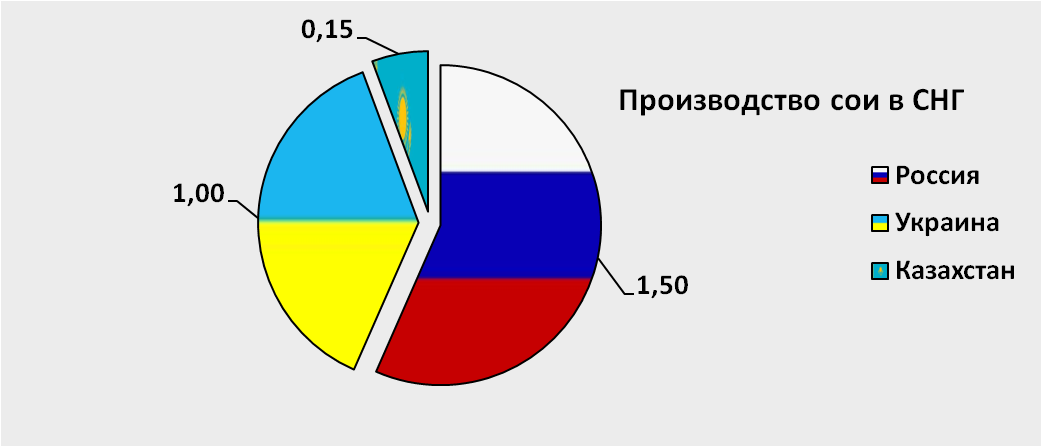 0,15
Производство сои в СНГ
Россия
1,00
Украина
Казахстан
1,50